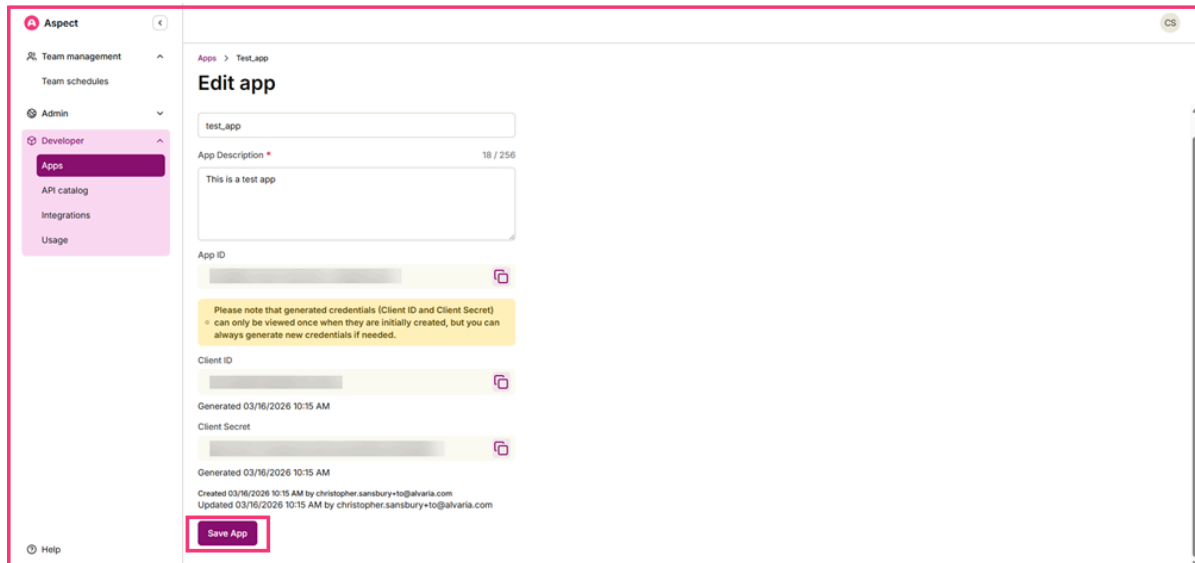 Aspect
CS
Team management
Team schedules
Admin
Developer
Apps
API catalog
Integrations
Usage
Help
Apps > Test_app
Edit app
test_app
App Description *
18 / 256
This is a test app
App ID
Please note that generated credentials (Client ID and Client Secret)
can only be viewed once when they are initially created, but you can
always generate new credentials if needed.
Client ID
Generated 03/16/2026 10:15 AM
Client Secret
Generated 03/16/2026 10:15 AM
Created 03/16/2026 10:15 AM by christopher.sansbury+to@alvaria.com
Updated 03/16/2026 10:15 AM by christopher.sansbury+to@alvaria.com
Save App